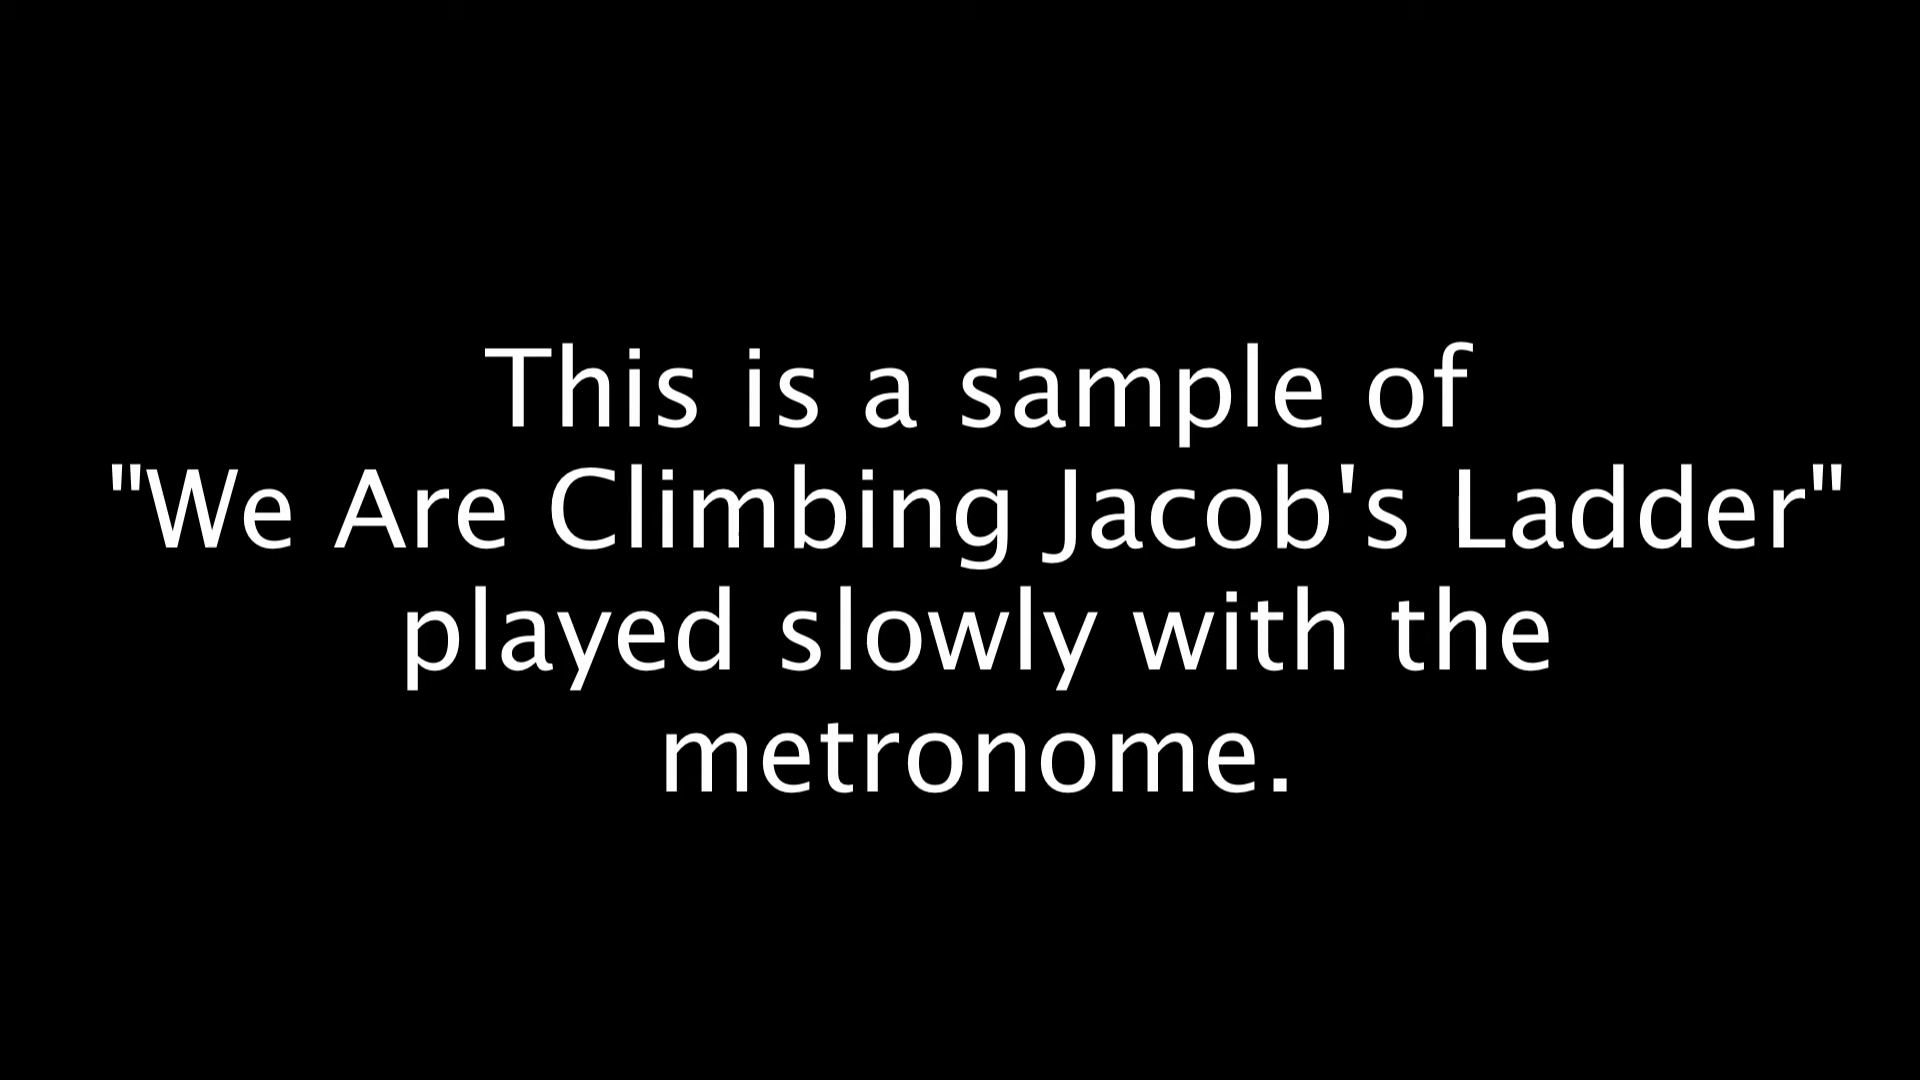 This is a sample of
"We Are Climbing Jacob's Ladder"
played slowly with the
metronome.